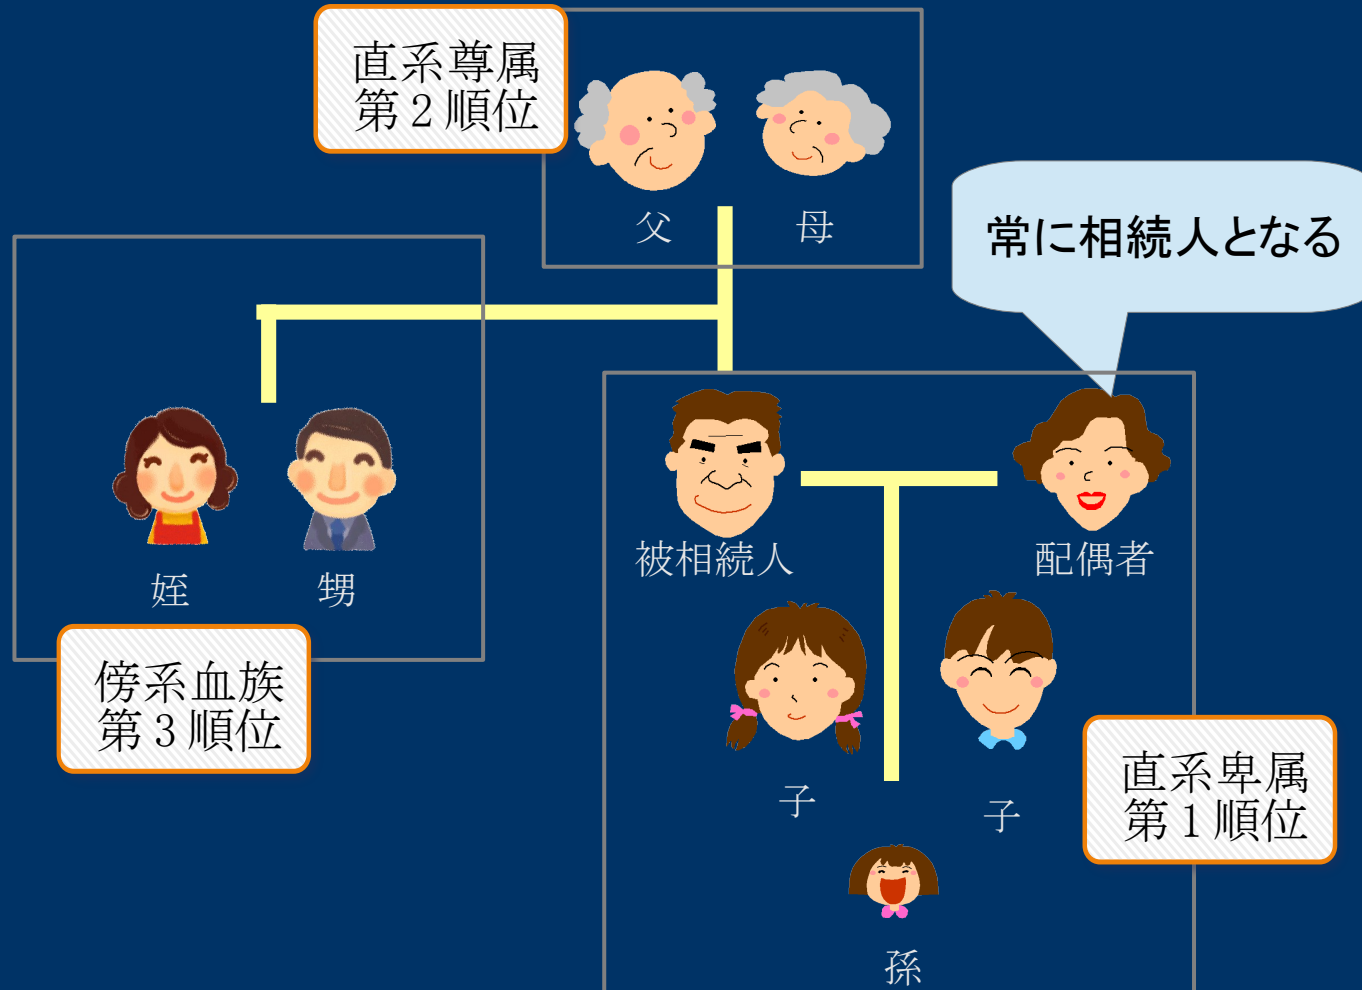 直系尊属
第２順位
父
母
常に相続人となる
被相続人
配偶者
姪
甥
傍系血族
第３順位
直系卑属
第１順位
子
子
孫